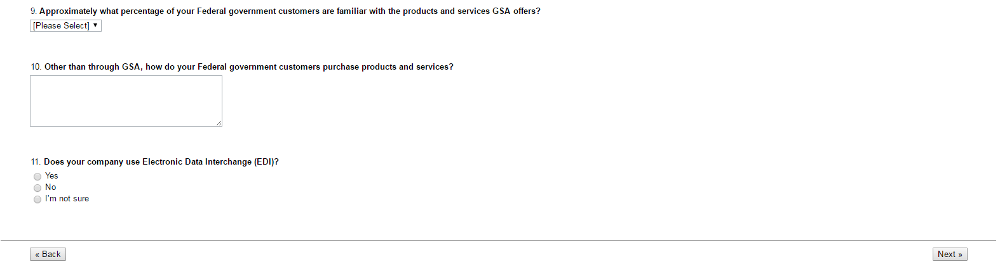 9. Approximately what percentage of your Federal government customers are familiar with the products and services GSA offers?
[Please Select] ▼
10. Other than through GSA, how do your Federal government customers purchase products and services?
11. Does your company use Electronic Data Interchange (EDI)?
Yes
No
I'm not sure
« Back
Next »